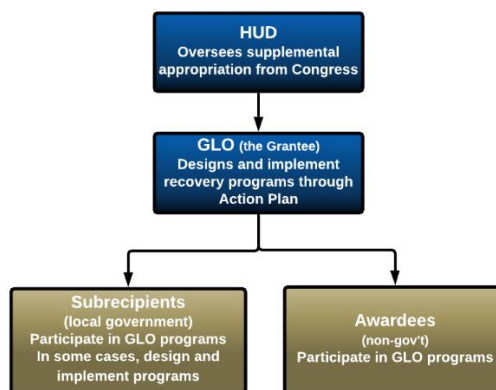 HUD
Oversees supplemental
appropriation from Congress
GLO (the Grantee)
Designs and implement
recovery programs through
Action Plan
Subrecipients
(local government)
Participate in GLO programs
In some cases, design and
implement programs
Awardees
(non-gov't)
Participate in GLO programs